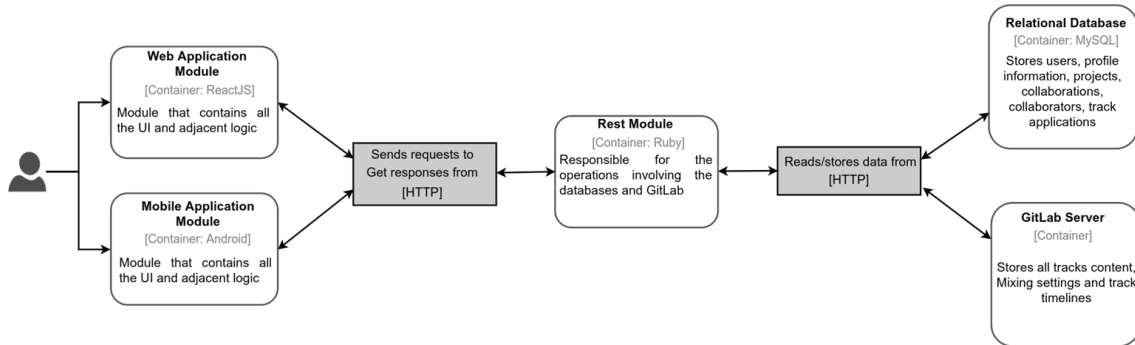 Web Application
Module
[Container: ReactJS]
Module that contains all
the UI and adjacent logic
Mobile Application
Module
[Container: Android]
Module that contains all
the UI and adjacent logic
Sends requests to
Get responses from
[HTTP]
Rest Module
[Container: Ruby]
Responsible for the
operations involving the
databases and GitLab
Reads/stores data from
[HTTP]
Relational Database
[Container: MySQL]
Stores users, profile
information, projects,
collaborations,
collaborators, track
applications
GitLab Server
[Container]
Stores all tracks content,
Mixing settings and track
timelines